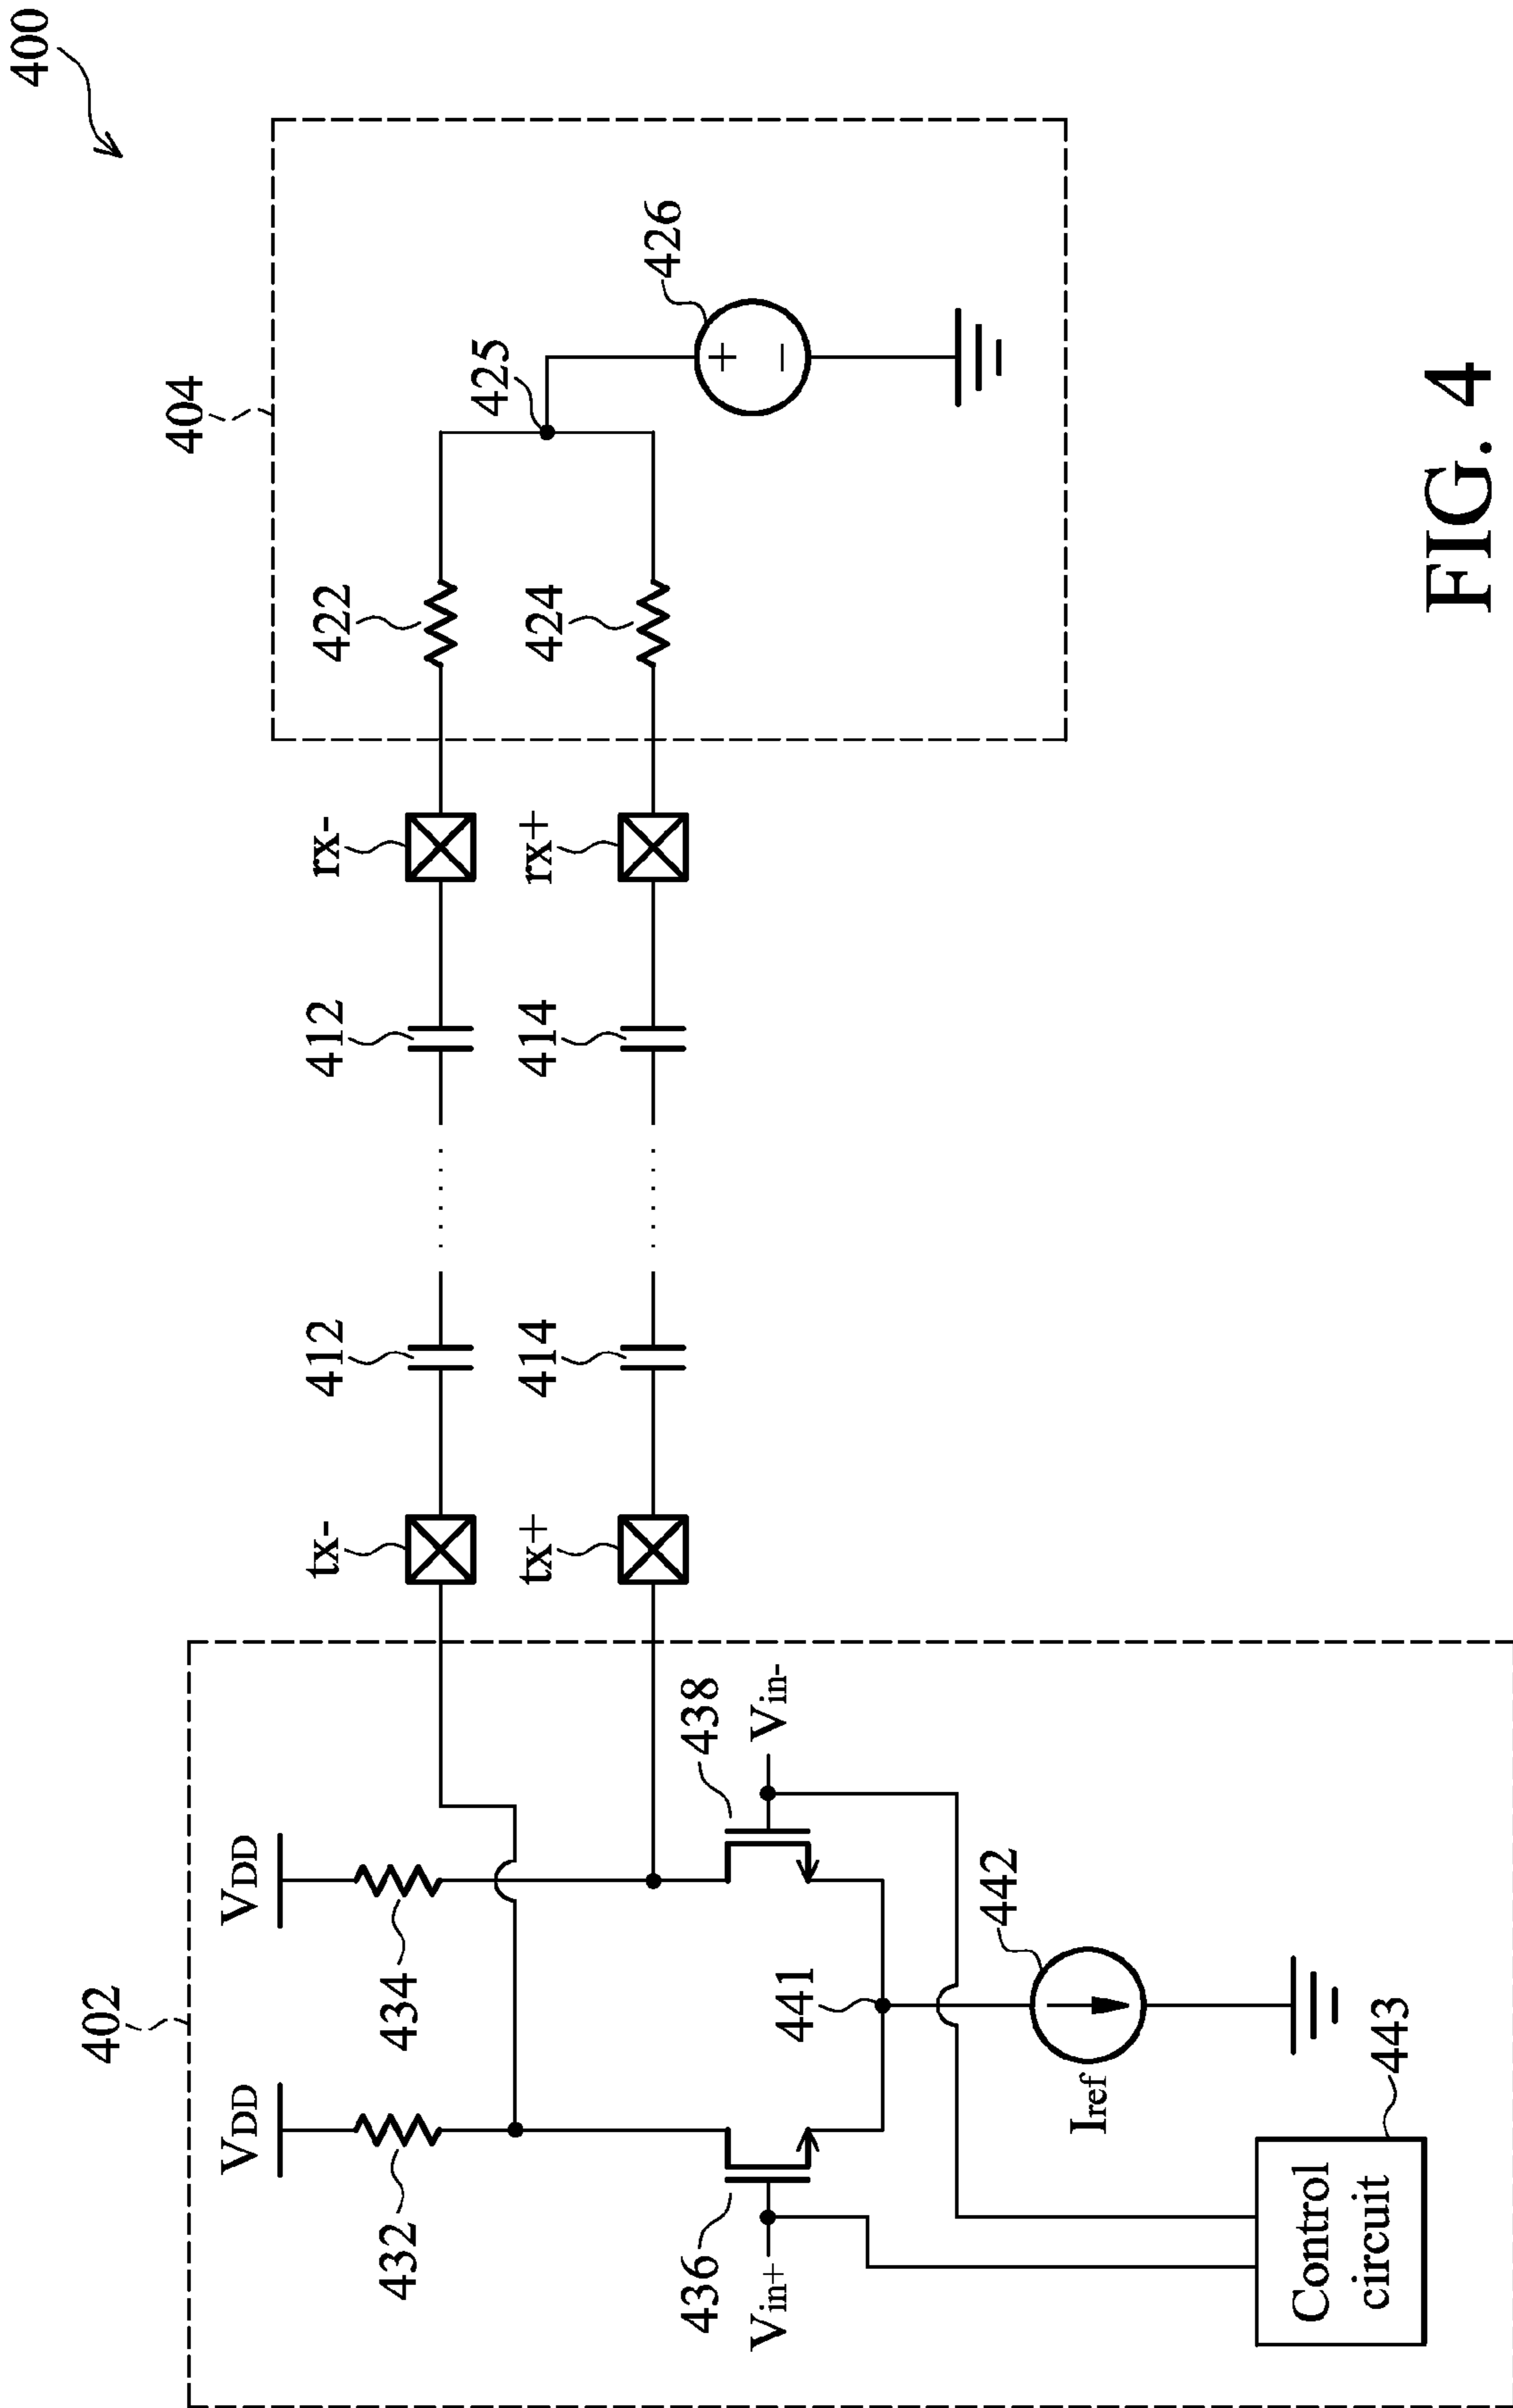 400
404
402
VDD
VDD
432
434
tx-
tx+
412
414
412
414
rx-
rx+
422
424
425
426
436
Vin+
438
Vin-
441
442
Iref
Control
circuit
443
FIG. 4